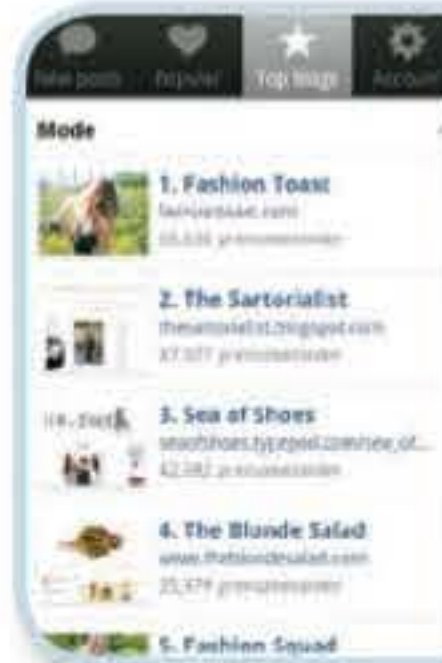 New posts Popular Top blogs Account
Mode
1. Fashion Toast
fashiontoast.com
2. The Sartorialist
thesartorialist.blogspot.com
3. Sea of Shoes
seaofshoes.typepad.com/sea_of...
4. The Blonde Salad
www.theblondesalad.com
5. Fashion Squad